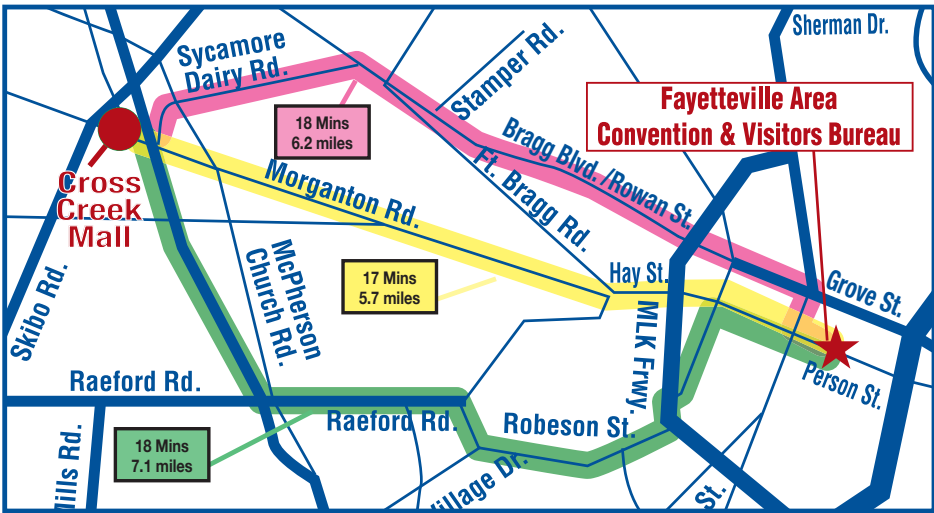 Sycamore
Dairy Rd.
Stamper Rd.
Sherman Dr.
Fayetteville Area
Convention & Visitors Bureau
18 Mins
6.2 miles
Bragg Blvd./Rowan St.
Ft. Bragg Rd.
Morganton Rd.
Cross
Creek
Mall
Skibo Rd.
McPherson
Church Rd.
17 Mins
5.7 miles
Hay St.
MLK Frwy.
Grove St.
Person St.
Raeford Rd.
Raeford Rd.
Robeson St.
18 Mins
7.1 miles
Mills Rd.
Village Dr.
St.